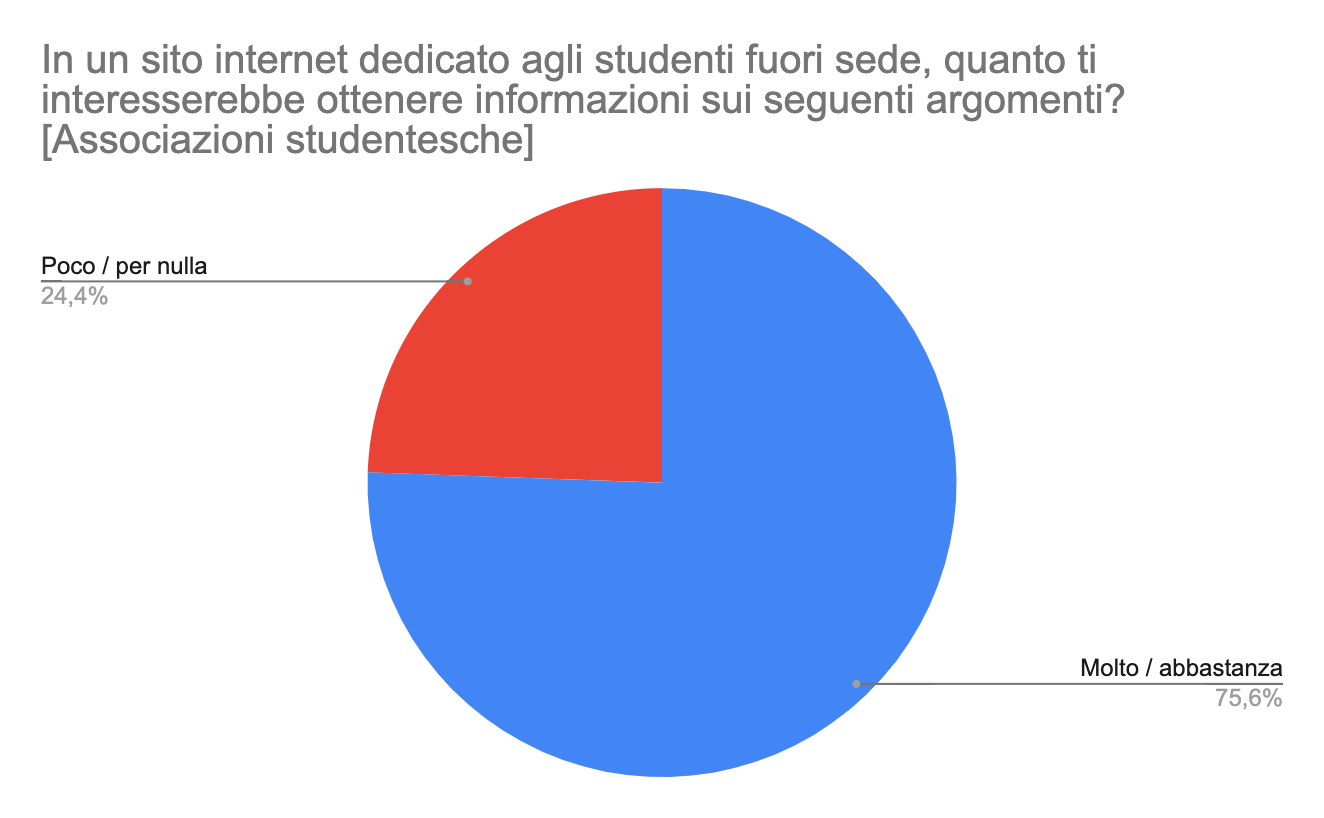 In un sito internet dedicato agli studenti fuori sede, quanto ti
interesserebbe ottenere informazioni sui seguenti argomenti?
[Associazioni studentesche]
Poco / per nulla
24,4%
Molto / abbastanza
75,6%